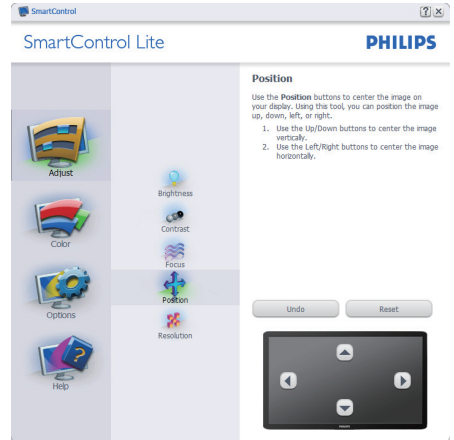 SmartControl
SmartControl Lite
PHILIPS
Adjust
Color
Options
Help
Brightness
Contrast
Focus
Position
Resolution
Position
Use the Position buttons to center the image on
your display. Using this tool, you can position the image
up, down, left, or right.
1. Use the Up/Down buttons to center the image
vertically.
2. Use the Left/Right buttons to center the image
horizontally.
Undo
Reset
PHILIPS